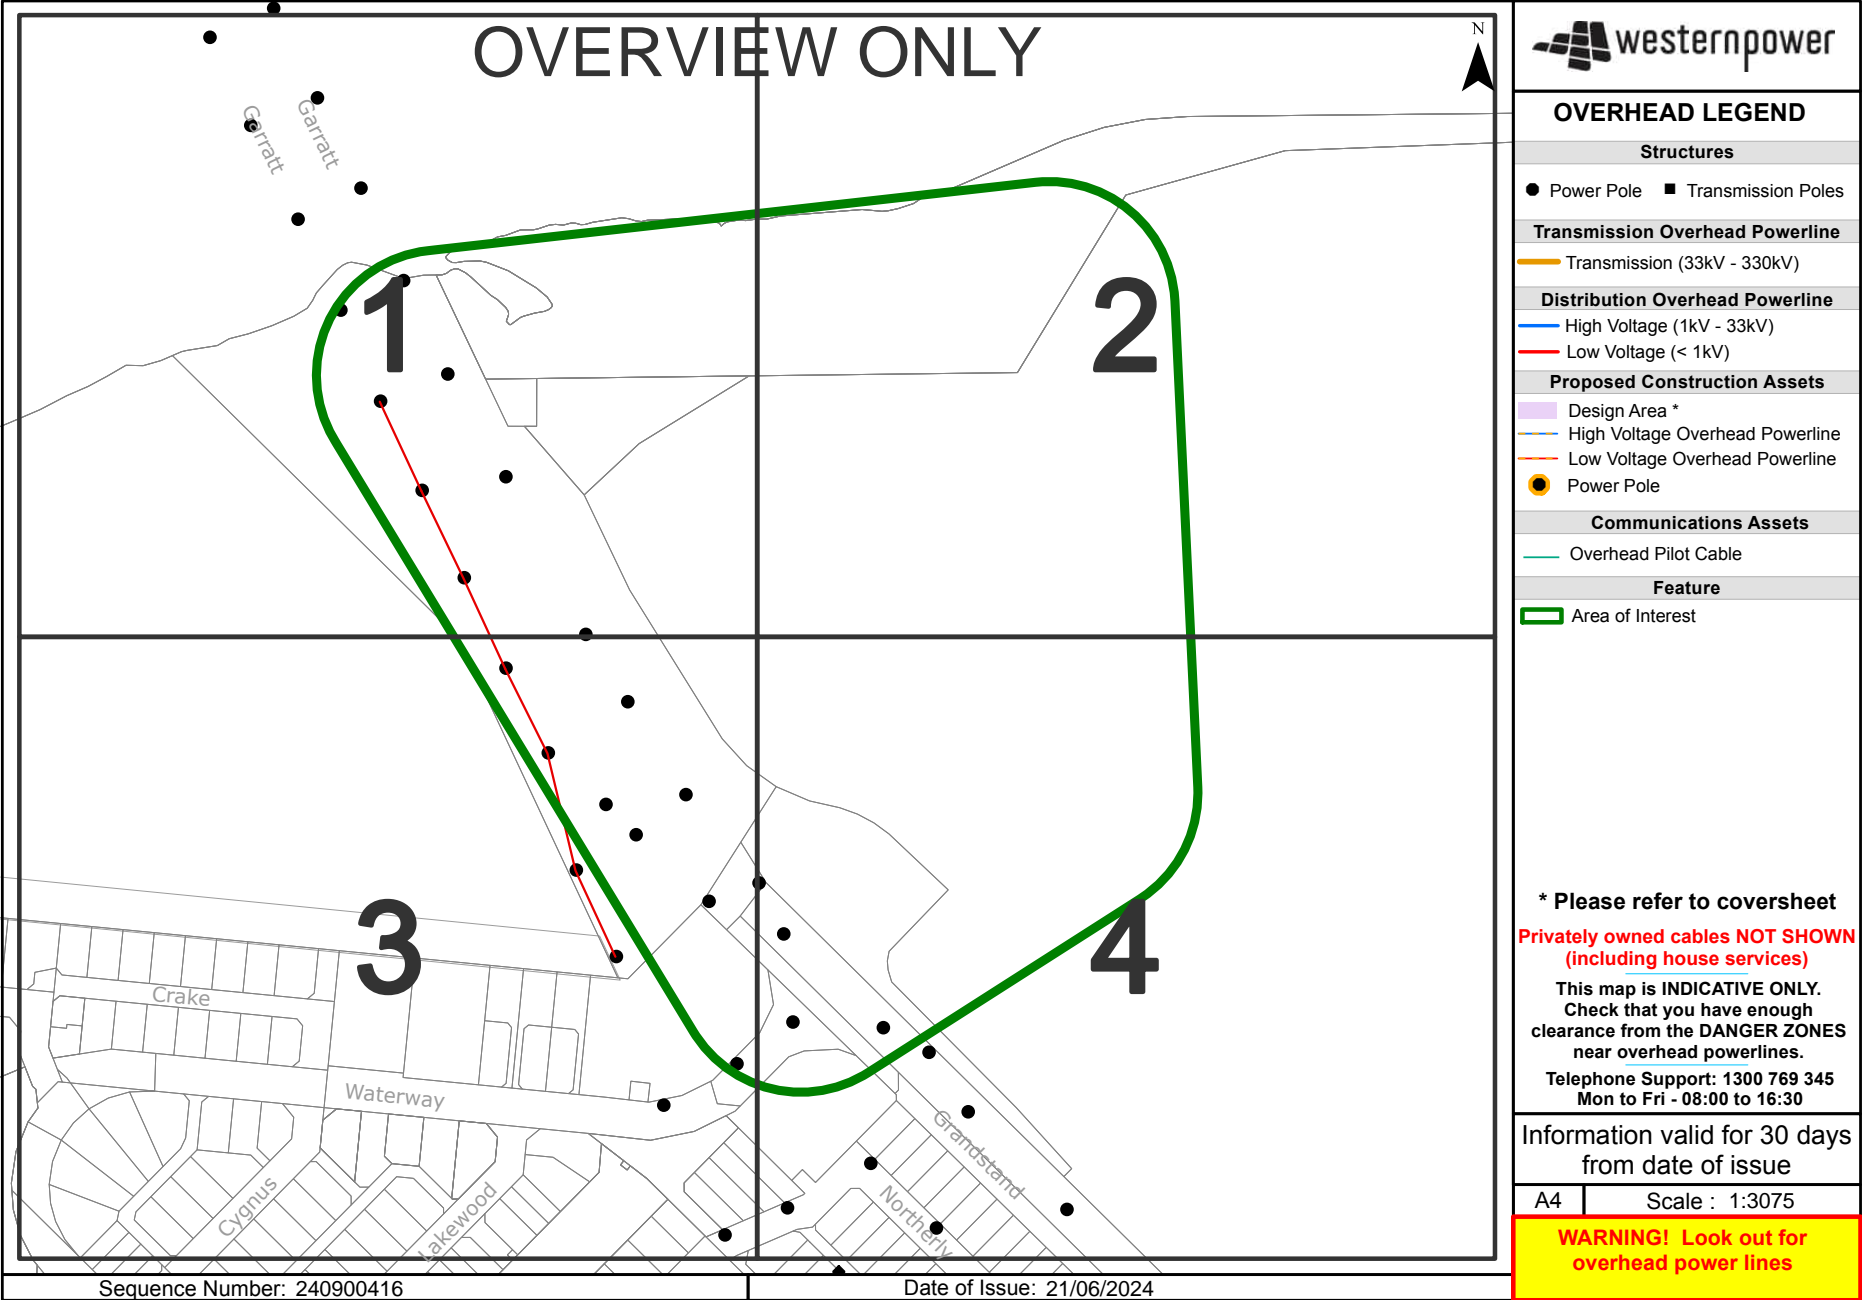 OVERVIEW ONLY
N
Garratt
Garratt
1
2
3
4
Crake
Waterway
Cygnus
Lakewood
Grandstand
Northerly
westernpower
OVERHEAD LEGEND
Structures
Power Pole
Transmission Poles
Transmission Overhead Powerline
Transmission (33kV - 330kV)
Distribution Overhead Powerline
High Voltage (1kV - 33kV)
Low Voltage (< 1kV)
Proposed Construction Assets
Design Area *
High Voltage Overhead Powerline
Low Voltage Overhead Powerline
Power Pole
Communications Assets
Overhead Pilot Cable
Feature
Area of Interest
* Please refer to coversheet
Privately owned cables NOT SHOWN
(including house services)
This map is INDICATIVE ONLY.
Check that you have enough
clearance from the DANGER ZONES
near overhead powerlines.
Telephone Support: 1300 769 345
Mon to Fri - 08:00 to 16:30
Information valid for 30 days
from date of issue
A4
Scale : 1:3075
WARNING! Look out for
overhead power lines
Sequence Number: 240900416
Date of Issue: 21/06/2024